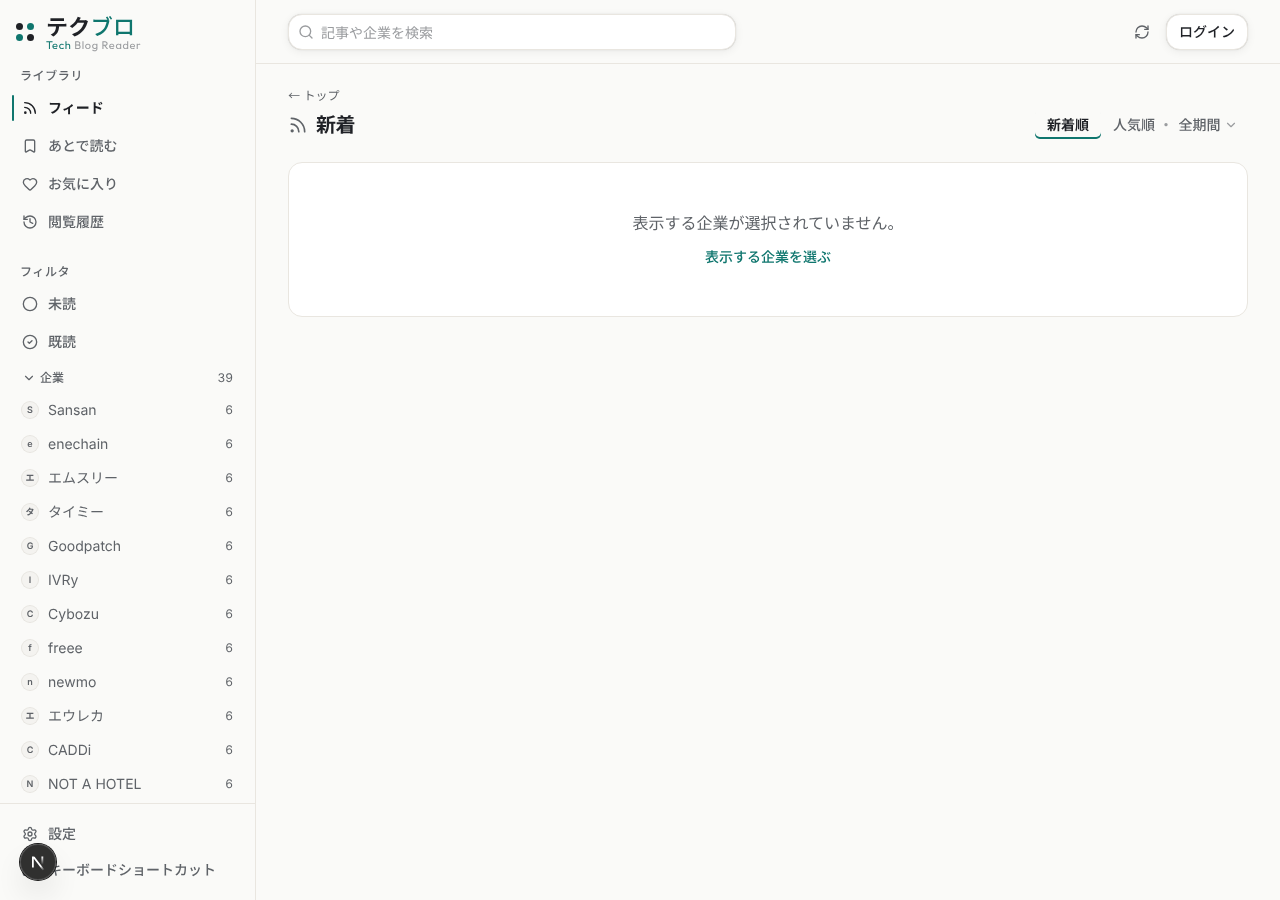 テクブロ
Tech Blog Reader
記事や企業を検索
ログイン
ライブラリ
フィード
あとで読む
お気に入り
閲覧履歴
フィルタ
未読
既読
企業 39
S Sansan 6
e enechain 6
エ エムスリー 6
タ タイミー 6
G Goodpatch 6
I IVRy 6
C Cybozu 6
f freee 6
n newmo 6
エ エウレカ 6
C CADDi 6
N NOT A HOTEL 6
設定
N キーボードショートカット
← トップ
新着
新着順 人気順 • 全期間
表示する企業が選択されていません。
表示する企業を選ぶ